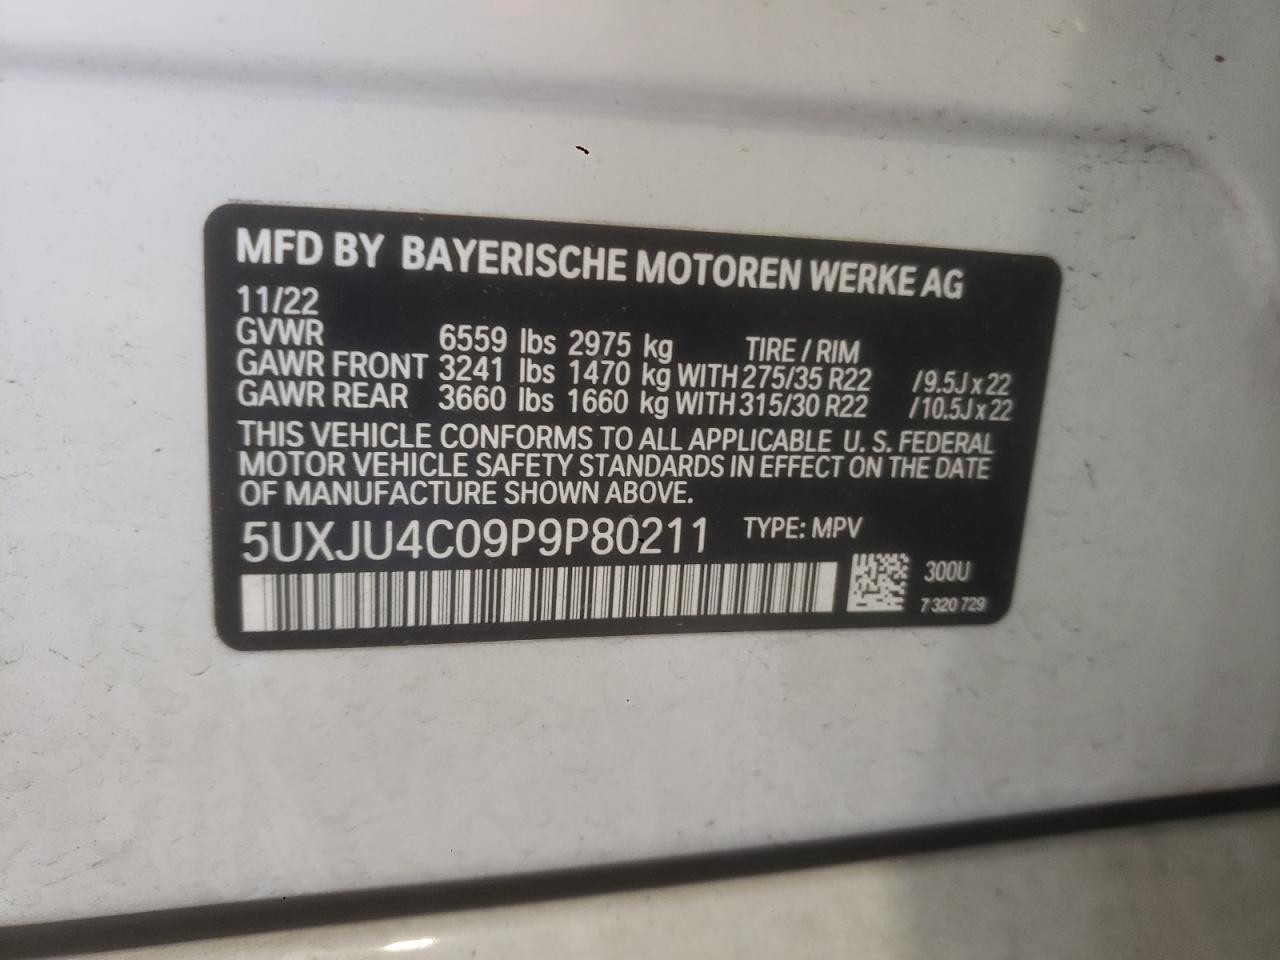 MFD BY BAYERISCHE MOTOREN WERKE AG
11/22
GVWR 6559 lbs 2975 kg TIRE / RIM
GAWR FRONT 3241 lbs 1470 kg WITH 275/35 R22 /9.5J x 22
GAWR REAR 3660 lbs 1660 kg WITH 315/30 R22 /10.5J x 22
THIS VEHICLE CONFORMS TO ALL APPLICABLE U. S. FEDERAL
MOTOR VEHICLE SAFETY STANDARDS IN EFFECT ON THE DATE
OF MANUFACTURE SHOWN ABOVE.
5UXJU4C09P9P80211 TYPE: MPV
300U
7 320 729